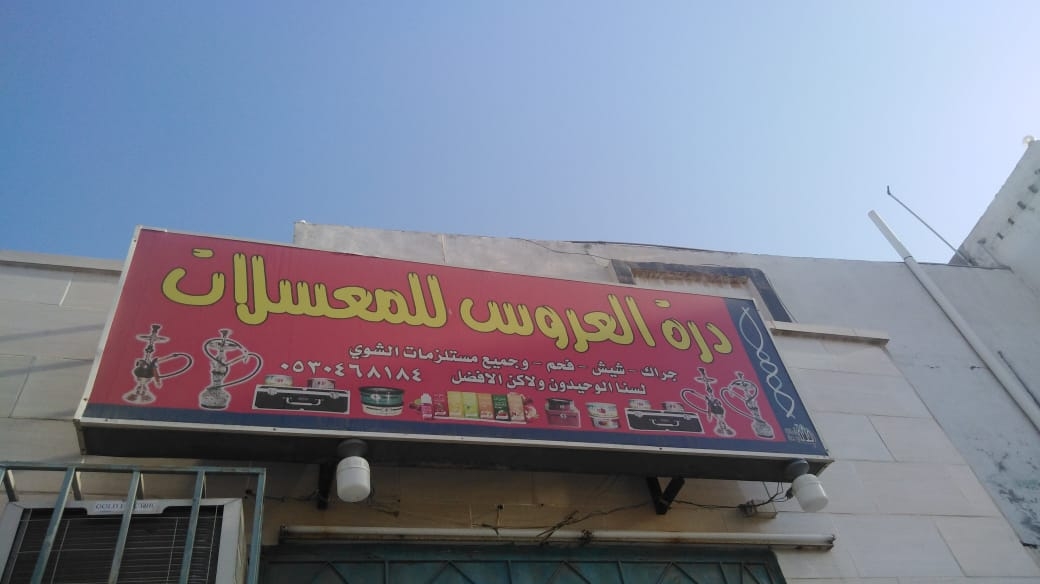 درة العروس للمعسلات
جراك - شيش - فحم - وجميع مستلزمات الشوي
لسنا الوحيدون ولاكن الافضل
٠٥٣٠٤٦٨١٨٤